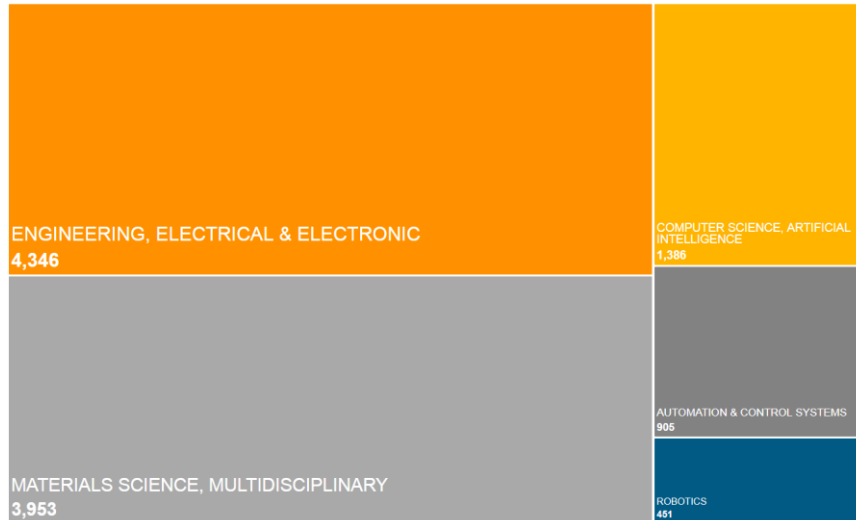 ENGINEERING, ELECTRICAL & ELECTRONIC
4,346
MATERIALS SCIENCE, MULTIDISCIPLINARY
3,953
COMPUTER SCIENCE, ARTIFICIAL
INTELLIGENCE
1,386
AUTOMATION & CONTROL SYSTEMS
905
ROBOTICS
451